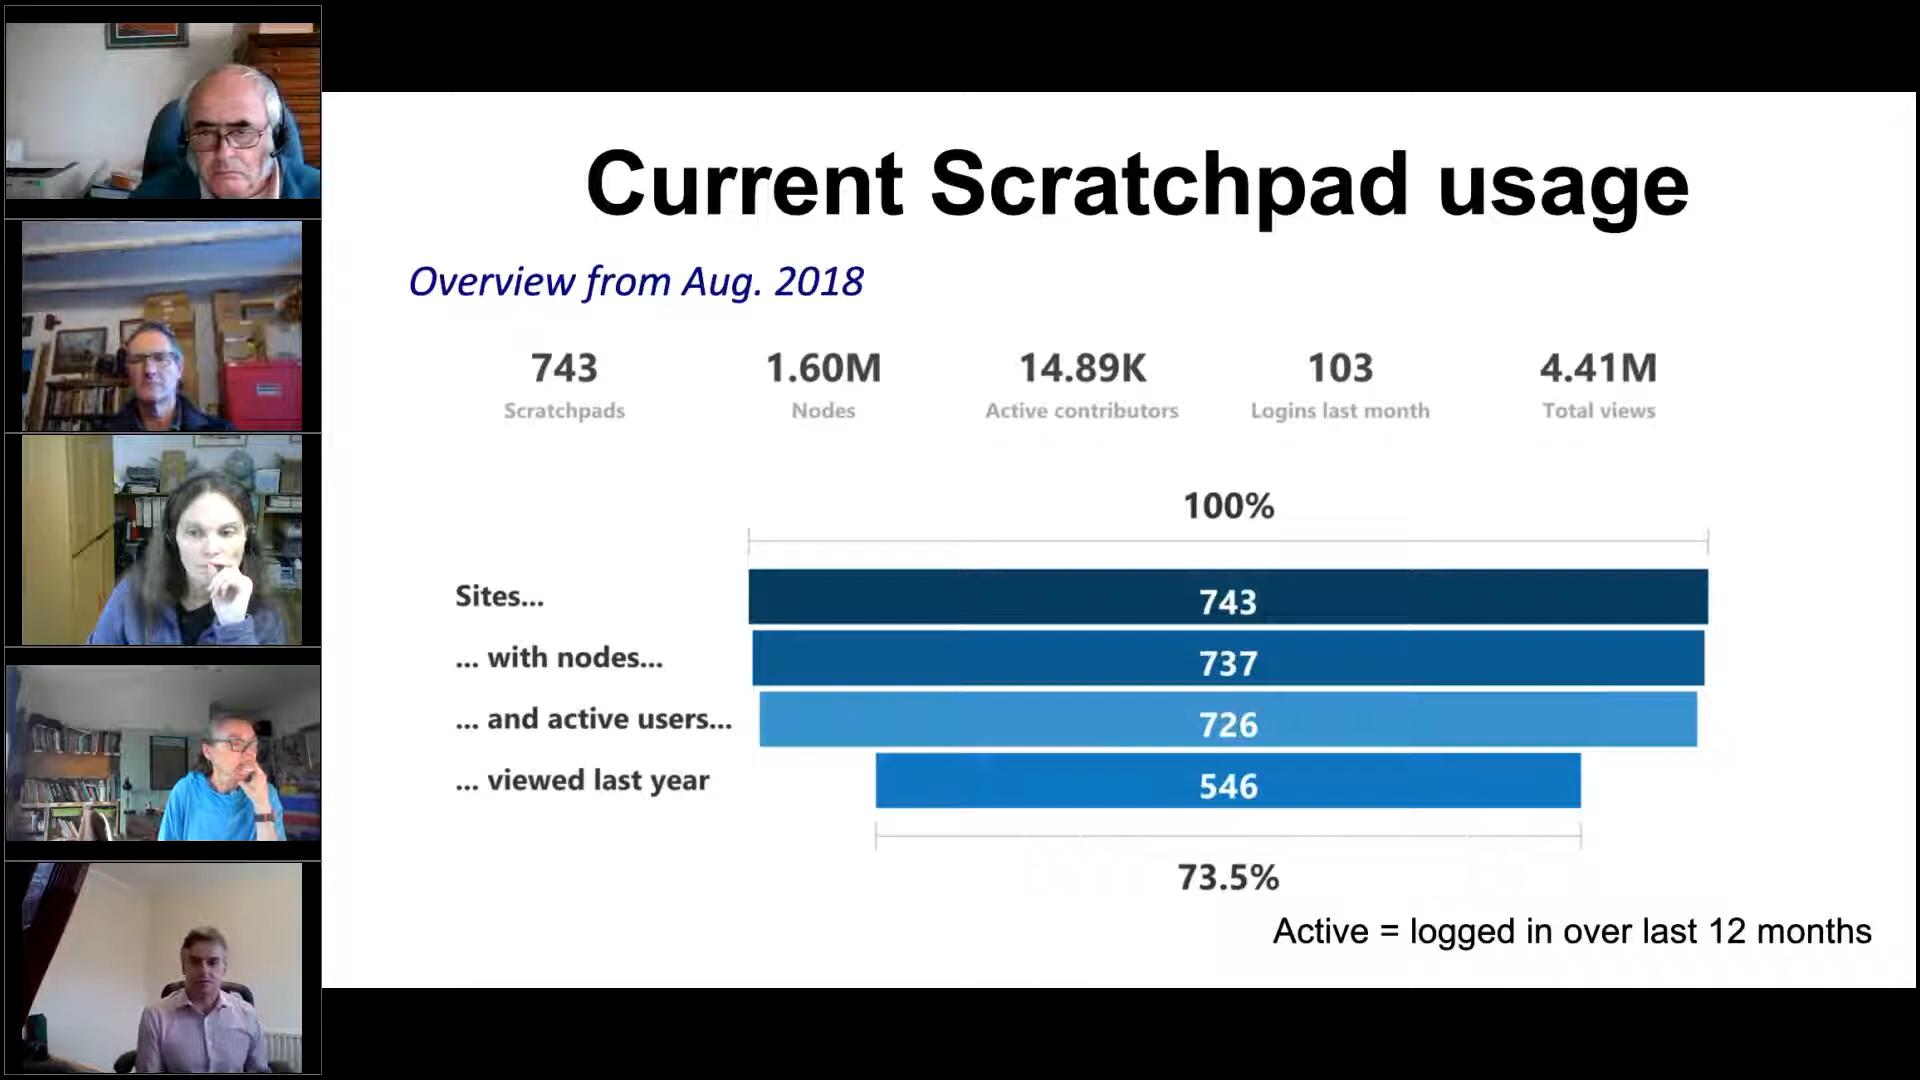 Current Scratchpad usage
Overview from Aug. 2018
743 1.60M 14.89K 103 4.41M
Scratchpads Nodes Active contributors Logins last month Total views
100%
Sites... 743
... with nodes... 737
... and active users... 726
... viewed last year 546
73.5%
Active = logged in over last 12 months